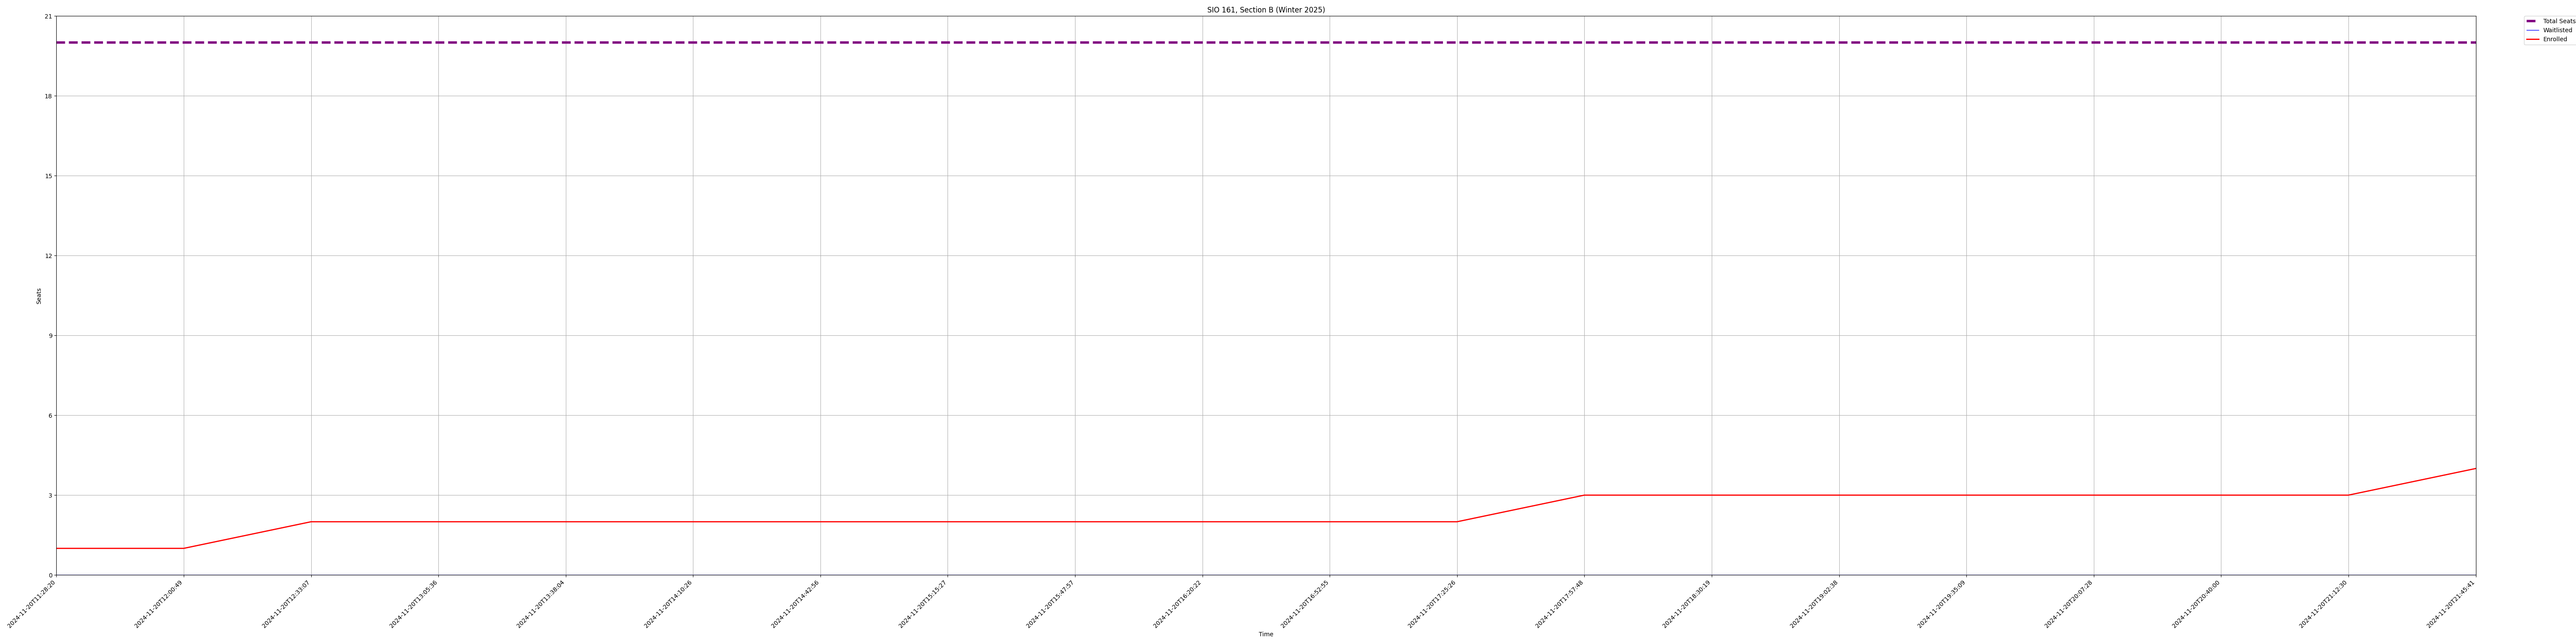 SIO 161, Section B (Winter 2025)
Total Seats
Waitlisted
Enrolled
21
18
15
12
9
6
3
0
Seats
2024-11-20T11:28:20
2024-11-20T12:00:49
2024-11-20T12:33:07
2024-11-20T13:05:36
2024-11-20T13:38:04
2024-11-20T14:10:26
2024-11-20T14:42:56
2024-11-20T15:15:27
2024-11-20T15:47:57
2024-11-20T16:20:22
2024-11-20T16:52:55
2024-11-20T17:25:26
2024-11-20T17:57:48
2024-11-20T18:30:19
2024-11-20T19:02:38
2024-11-20T19:35:09
2024-11-20T20:07:28
2024-11-20T20:40:00
2024-11-20T21:12:30
2024-11-20T21:45:41
Time